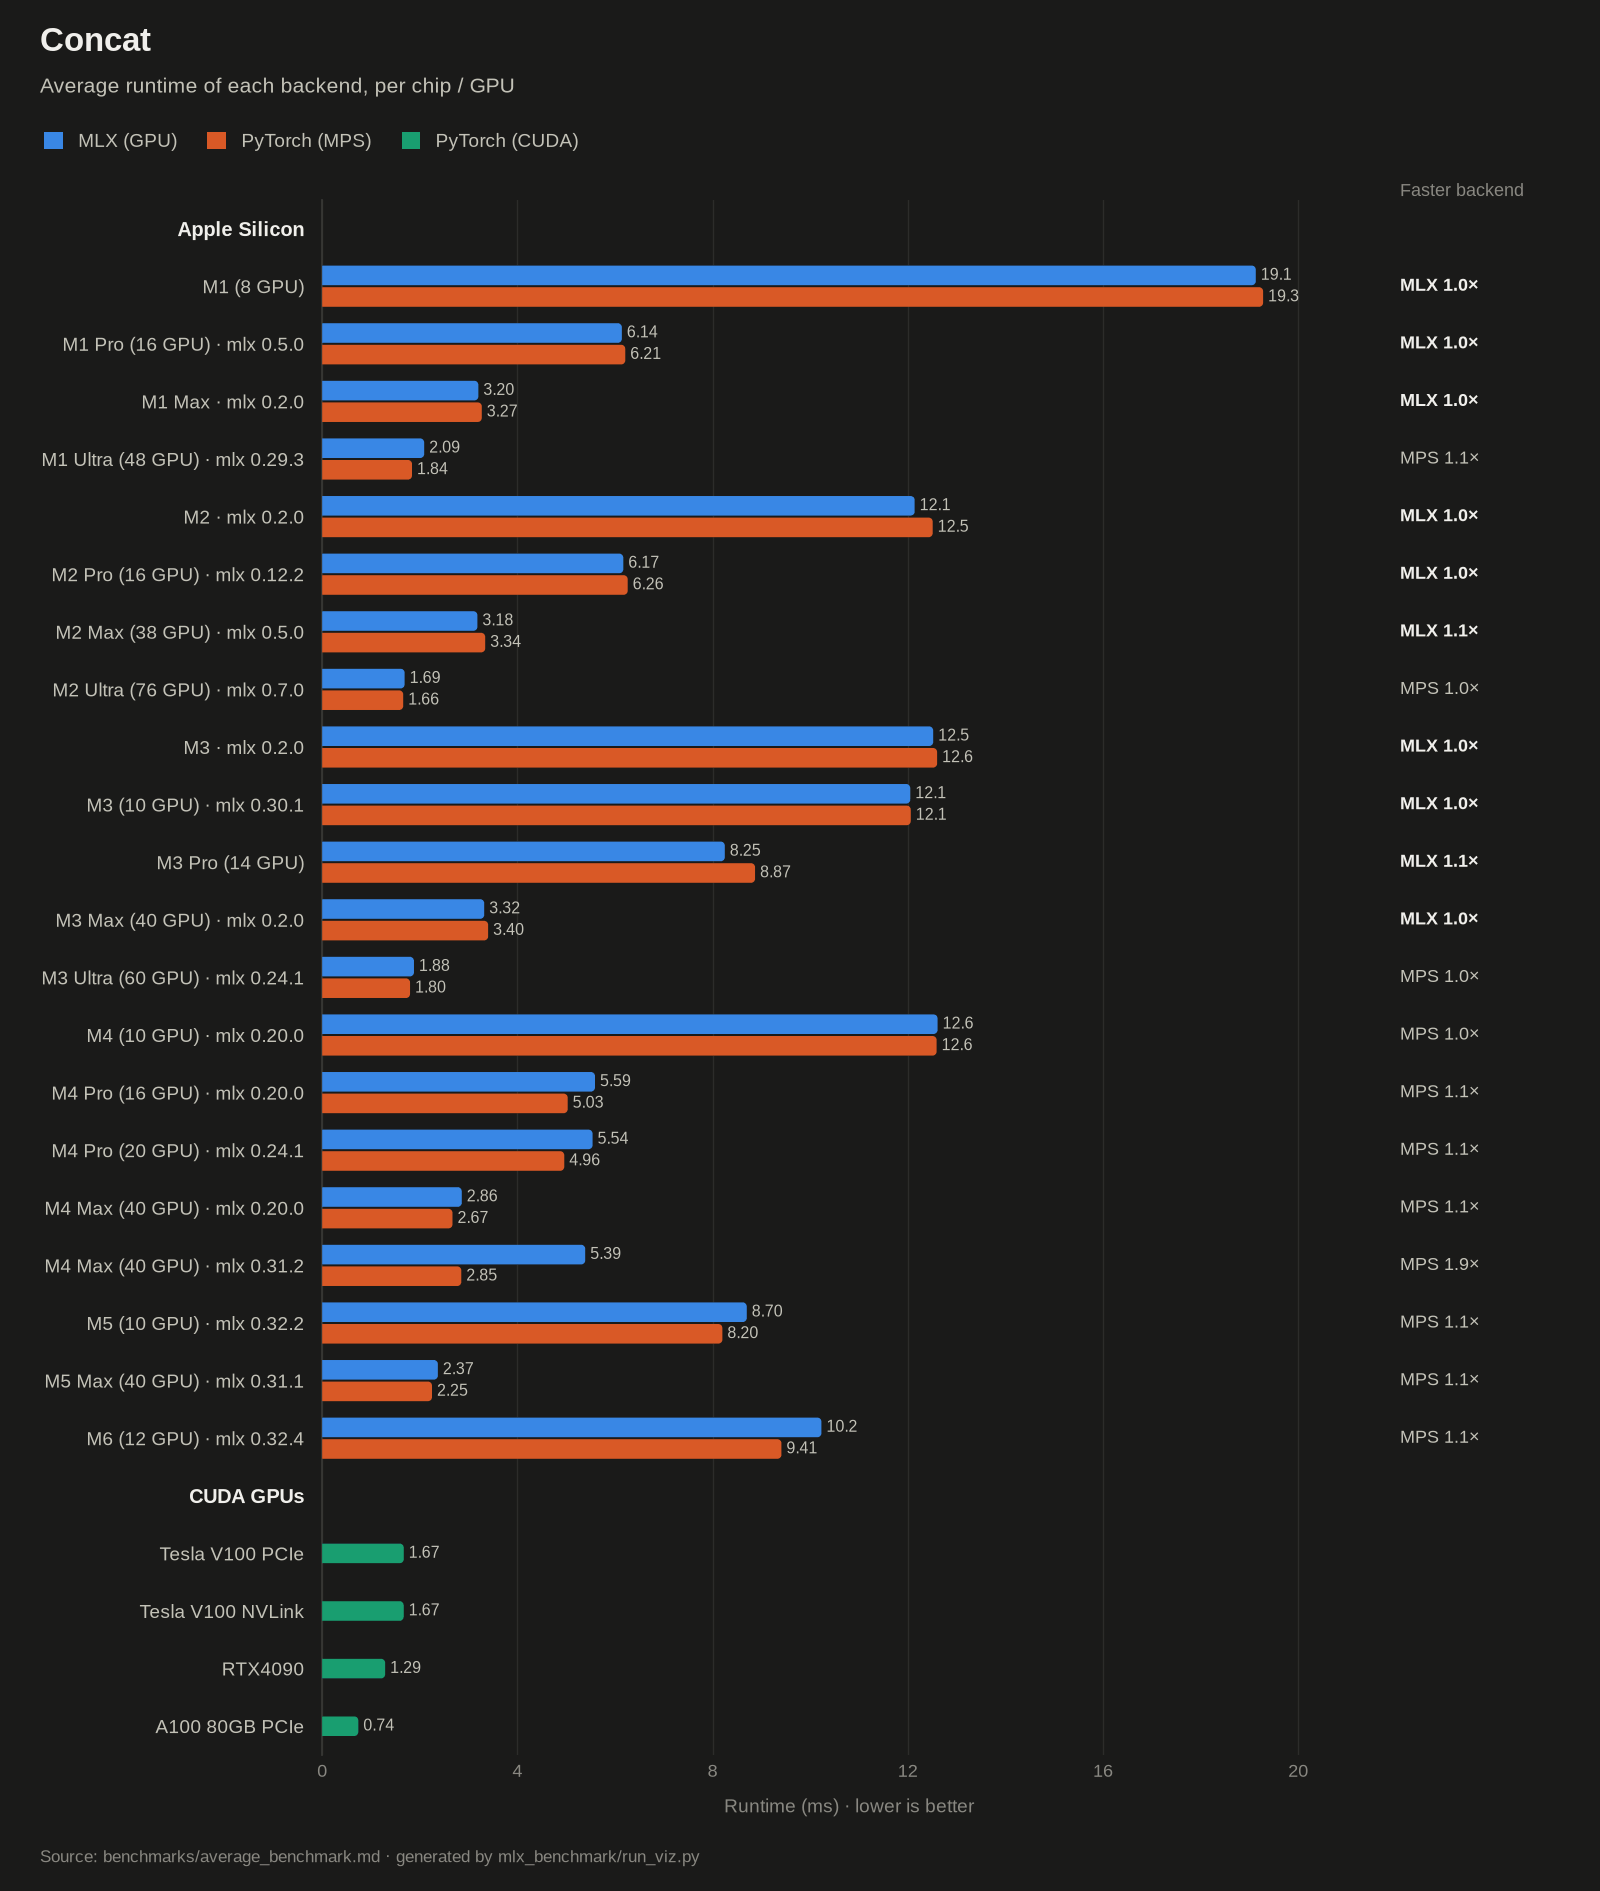 Concat
Average runtime of each backend, per chip / GPU
MLX (GPU) PyTorch (MPS) PyTorch (CUDA)
Faster backend
Apple Silicon
M1 (8 GPU) 19.1 19.3 MLX 1.0×
M1 Pro (16 GPU) · mlx 0.5.0 6.14 6.21 MLX 1.0×
M1 Max · mlx 0.2.0 3.20 3.27 MLX 1.0×
M1 Ultra (48 GPU) · mlx 0.29.3 2.09 1.84 MPS 1.1×
M2 · mlx 0.2.0 12.1 12.5 MLX 1.0×
M2 Pro (16 GPU) · mlx 0.12.2 6.17 6.26 MLX 1.0×
M2 Max (38 GPU) · mlx 0.5.0 3.18 3.34 MLX 1.1×
M2 Ultra (76 GPU) · mlx 0.7.0 1.69 1.66 MPS 1.0×
M3 · mlx 0.2.0 12.5 12.6 MLX 1.0×
M3 (10 GPU) · mlx 0.30.1 12.1 12.1 MLX 1.0×
M3 Pro (14 GPU) 8.25 8.87 MLX 1.1×
M3 Max (40 GPU) · mlx 0.2.0 3.32 3.40 MLX 1.0×
M3 Ultra (60 GPU) · mlx 0.24.1 1.88 1.80 MPS 1.0×
M4 (10 GPU) · mlx 0.20.0 12.6 12.6 MPS 1.0×
M4 Pro (16 GPU) · mlx 0.20.0 5.59 5.03 MPS 1.1×
M4 Pro (20 GPU) · mlx 0.24.1 5.54 4.96 MPS 1.1×
M4 Max (40 GPU) · mlx 0.20.0 2.86 2.67 MPS 1.1×
M4 Max (40 GPU) · mlx 0.31.2 5.39 2.85 MPS 1.9×
M5 (10 GPU) · mlx 0.32.2 8.70 8.20 MPS 1.1×
M5 Max (40 GPU) · mlx 0.31.1 2.37 2.25 MPS 1.1×
M6 (12 GPU) · mlx 0.32.4 10.2 9.41 MPS 1.1×
CUDA GPUs
Tesla V100 PCIe 1.67
Tesla V100 NVLink 1.67
RTX4090 1.29
A100 80GB PCIe 0.74
0 4 8 12 16 20
Runtime (ms) · lower is better
Source: benchmarks/average_benchmark.md · generated by mlx_benchmark/run_viz.py